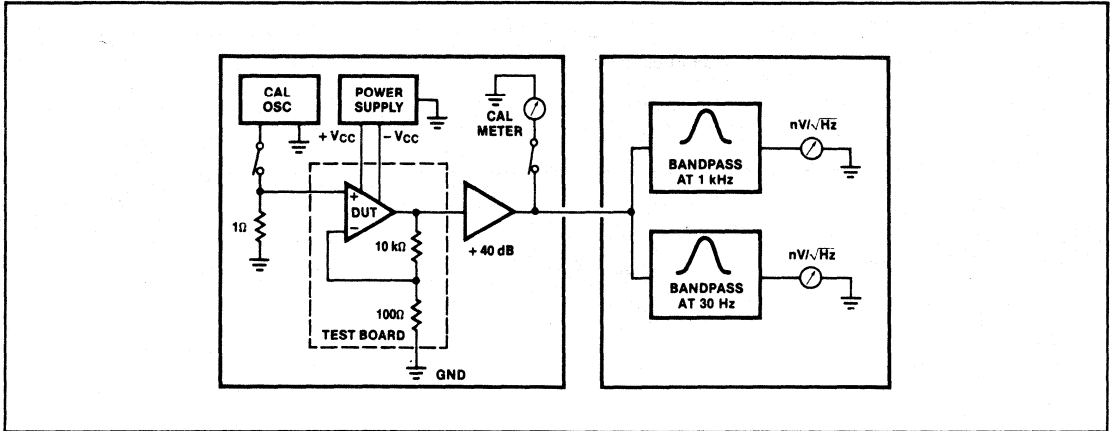 CAL
OSC
POWER
SUPPLY
+ VCC
– VCC
CAL
METER
+
DUT
–
1Ω
10 kΩ
100Ω
TEST BOARD
GND
+ 40 dB
BANDPASS
AT 1 kHz
nV/√Hz
BANDPASS
AT 30 Hz
nV/√Hz